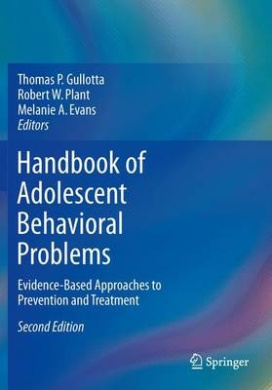 Thomas P. Gullotta
Robert W. Plant
Melanie A. Evans
Editors
Handbook of
Adolescent
Behavioral
Problems
Evidence-Based Approaches to
Prevention and Treatment
Second Edition
Springer